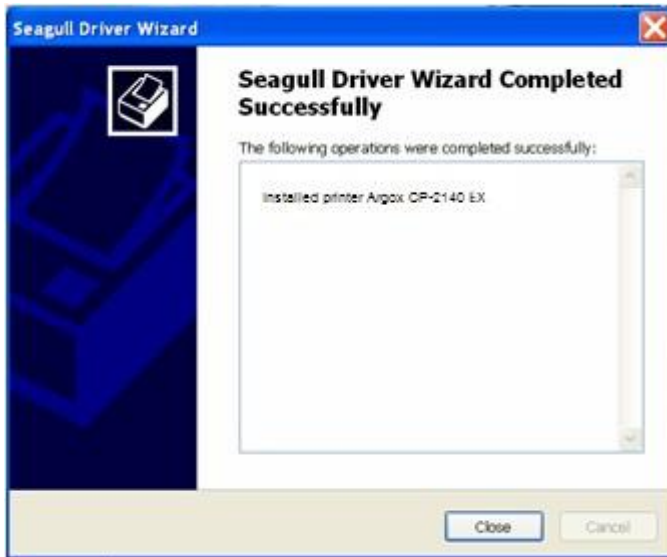 Seagull Driver Wizard
Seagull Driver Wizard Completed
Successfully
The following operations were completed successfully:
Installed printer Argox CP-2140 EX
Close
Cancel